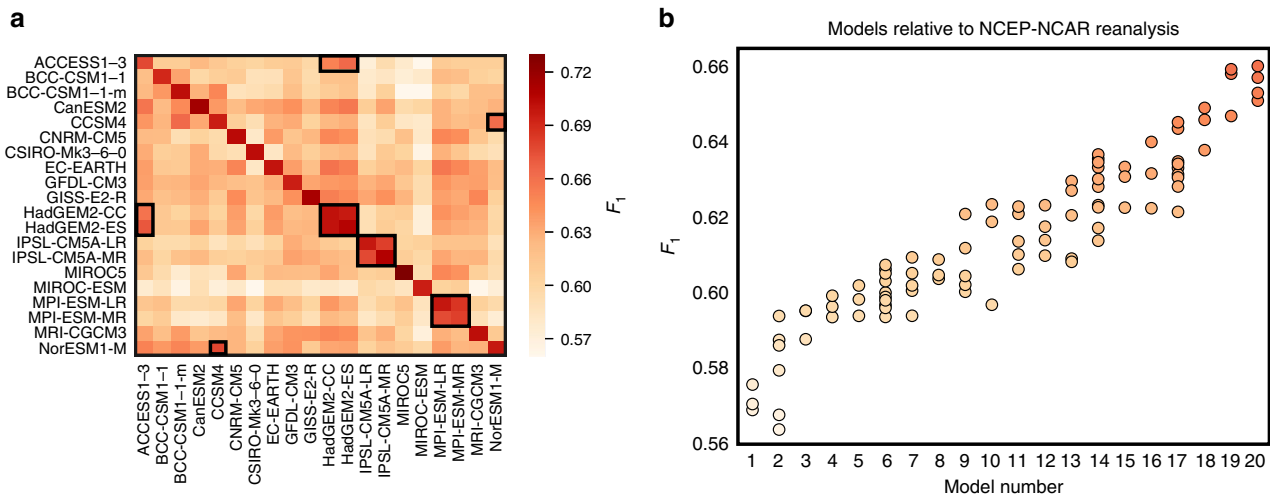 a
ACCESS1–3
BCC-CSM1–1
BCC-CSM1–1-m
CanESM2
CCSM4
CNRM-CM5
CSIRO-Mk3–6–0
EC-EARTH
GFDL-CM3
GISS-E2-R
HadGEM2-CC
HadGEM2-ES
IPSL-CM5A-LR
IPSL-CM5A-MR
MIROC5
MIROC-ESM
MPI-ESM-LR
MPI-ESM-MR
MRI-CGCM3
NorESM1-M
ACCESS1-3
BCC-CSM1–1
BCC-CSM1–1-m
CanESM2
CCSM4
CNRM-CM5
CSIRO-Mk3–6–0
EC-EARTH
GFDL-CM3
GISS-E2-R
HadGEM2-CC
HadGEM2-ES
IPSL-CM5A-LR
IPSL-CM5A-MR
MIROC5
MIROC-ESM
MPI-ESM-LR
MPI-ESM-MR
MRI-CGCM3
NorESM1-M
0.72
0.69
0.66
0.63
0.60
0.57
F1
b
Models relative to NCEP-NCAR reanalysis
F1
0.66
0.64
0.62
0.60
0.58
0.56
1 2 3 4 5 6 7 8 9 10 11 12 13 14 15 16 17 18 19 20
Model number